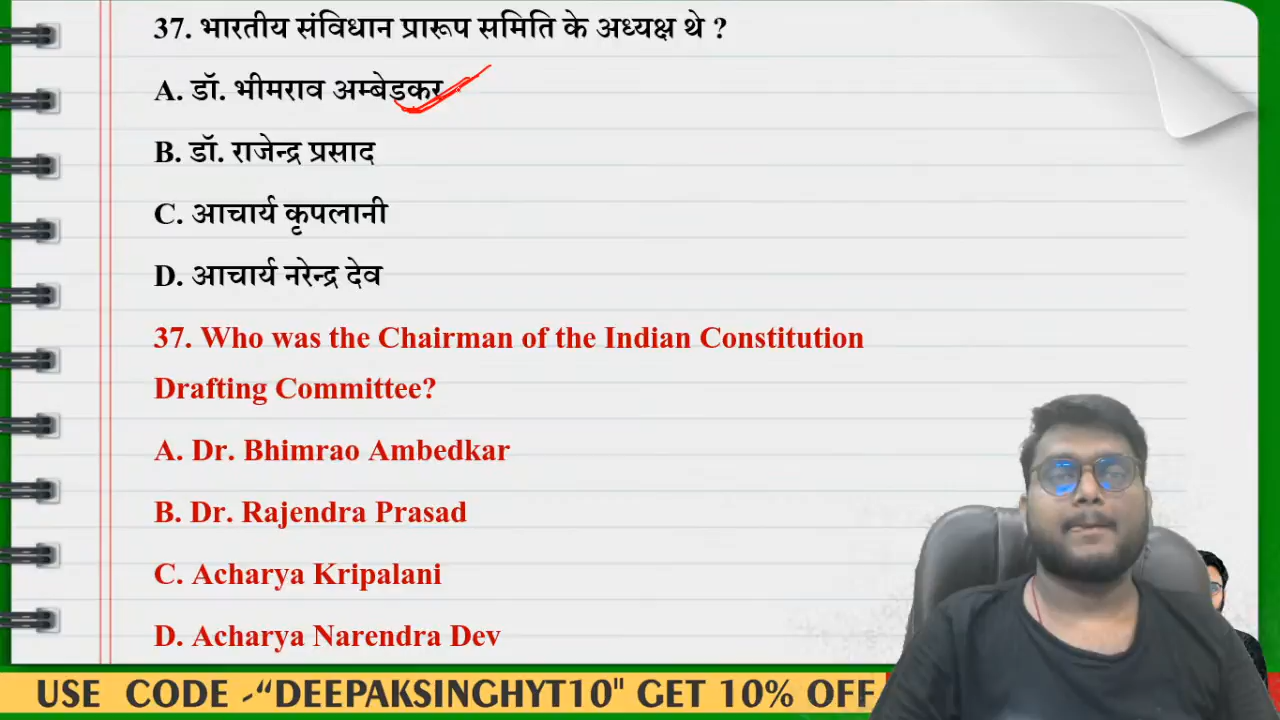 37. भारतीय संविधान प्रारूप समिति के अध्यक्ष थे ?
A. डॉ. भीमराव अम्बेडकर
B. डॉ. राजेन्द्र प्रसाद
C. आचार्य कृपलानी
D. आचार्य नरेन्द्र देव
37. Who was the Chairman of the Indian Constitution
Drafting Committee?
A. Dr. Bhimrao Ambedkar
B. Dr. Rajendra Prasad
C. Acharya Kripalani
D. Acharya Narendra Dev
USE CODE -“DEEPAKSINGHYT10" GET 10% OFF